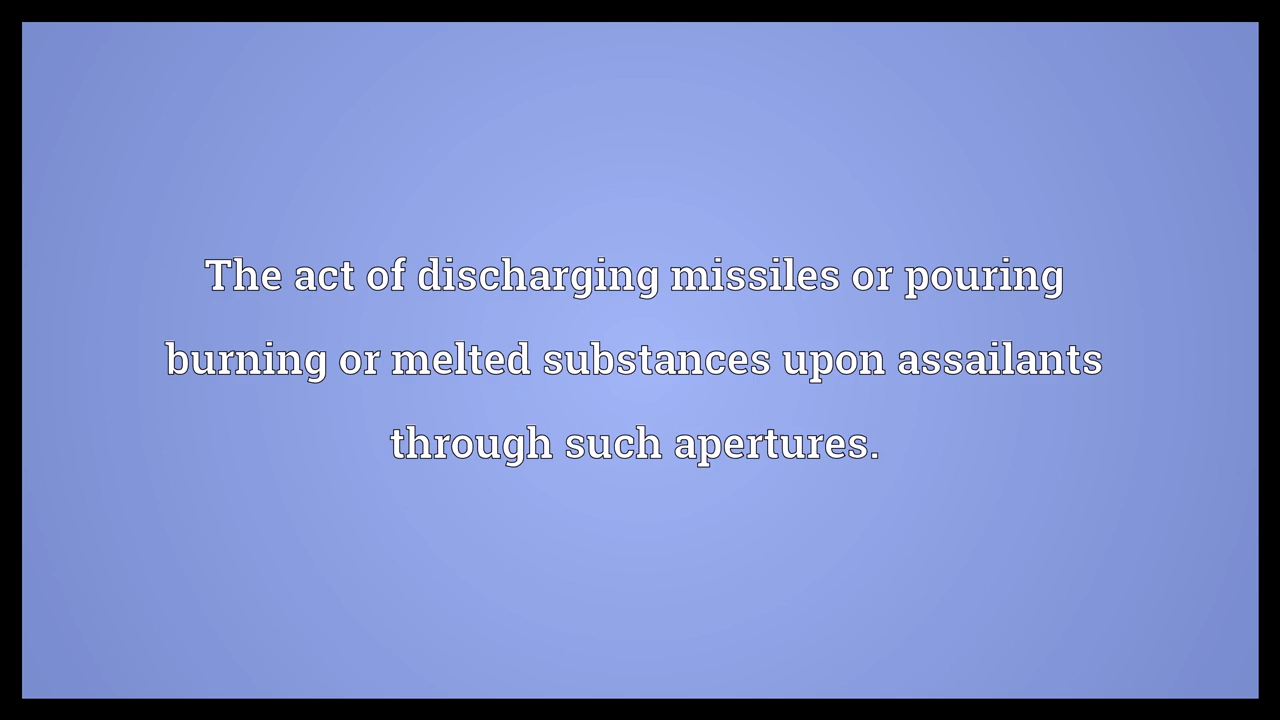 The act of discharging missiles or pouring
burning or melted substances upon assailants
through such apertures.